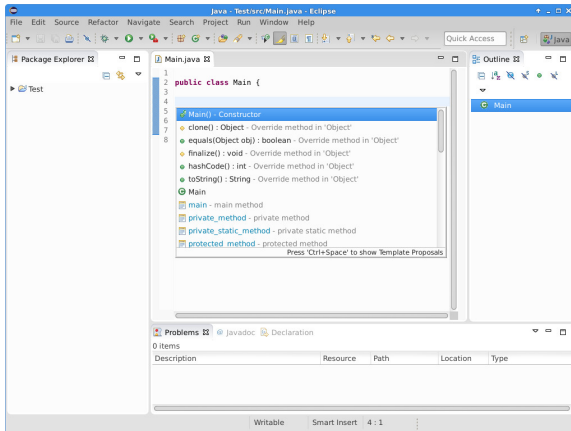 Java - Test/src/Main.java - Eclipse
File Edit Source Refactor Navigate Search Project Run Window Help
Quick Access
Java
Package Explorer
Test
Main.java
1
2 public class Main {
3
4
5
6
7
8
Main() - Constructor
clone() : Object - Override method in 'Object'
equals(Object obj) : boolean - Override method in 'Object'
finalize() : void - Override method in 'Object'
hashCode() : int - Override method in 'Object'
toString() : String - Override method in 'Object'
Main
main - main method
private_method - private method
private_static_method - private static method
protected_method - protected method
Press 'Ctrl+Space' to show Template Proposals
Outline
Main
Problems Javadoc Declaration
0 items
Description Resource Path Location Type
Writable Smart Insert 4 : 1